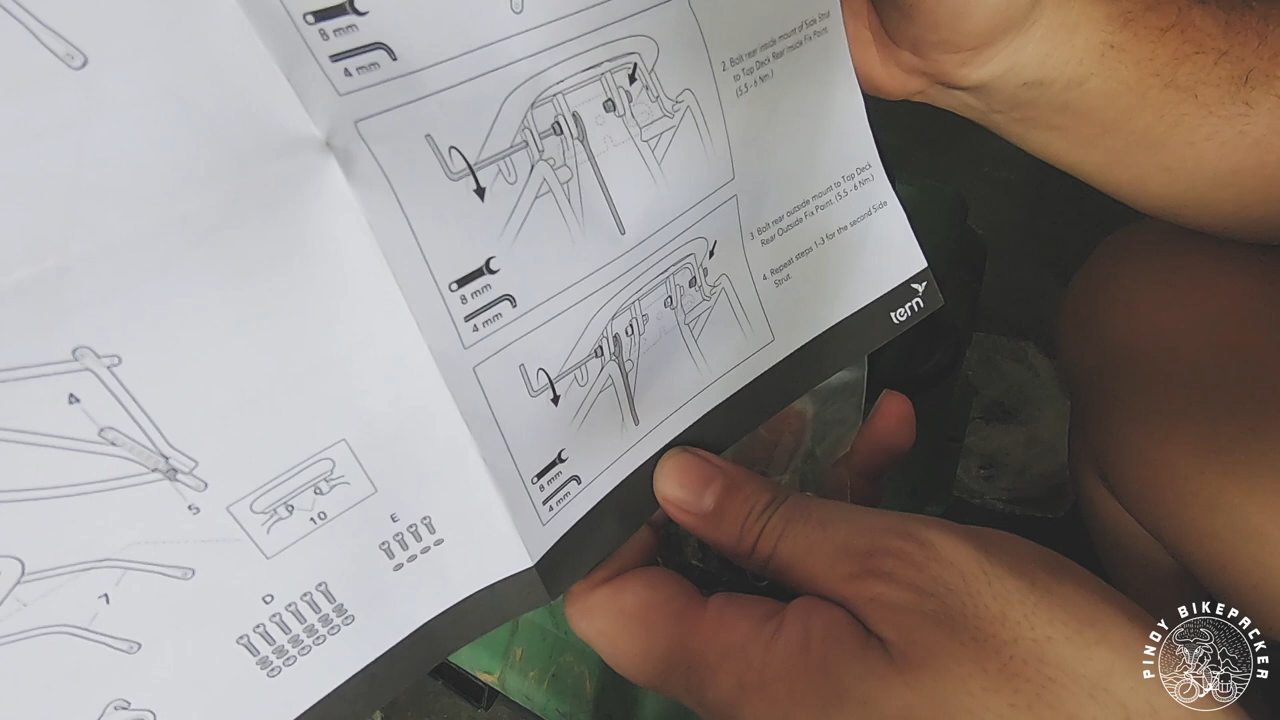 8 mm
4 mm
2. Bolt rear inside mount of Side Strut
to Top Deck Rear Inside Fix Point.
(5.5 - 6 Nm.)
8 mm
4 mm
3. Bolt rear outside mount to Top Deck
Rear Outside Fix Point. (5.5 - 6 Nm.)
4. Repeat steps 1-3 for the second Side
Strut.
8 mm
4 mm
tern
4
5
10
E
D
7
PINOY BIKEPACKER